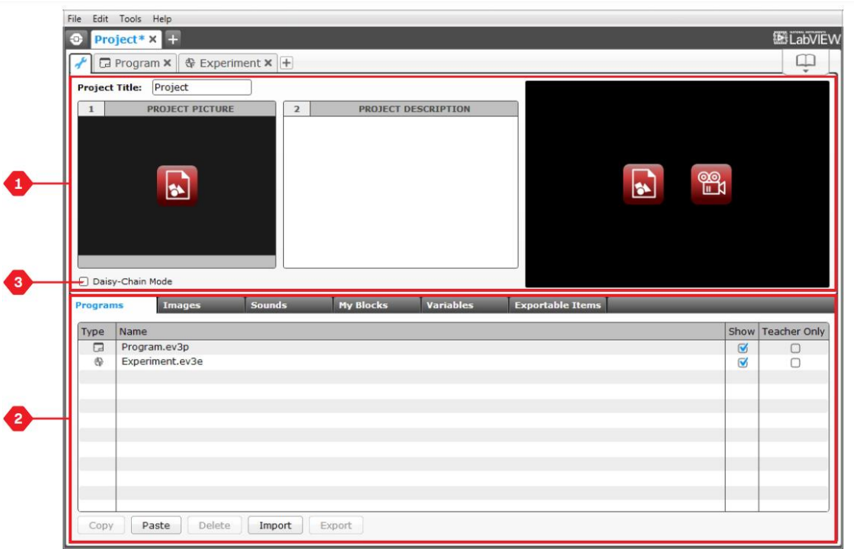 File Edit Tools Help
Project* × +
LabVIEW
Program × Experiment × +
Project Title: Project
1 PROJECT PICTURE 2 PROJECT DESCRIPTION
1
3 Daisy-Chain Mode
Programs Images Sounds My Blocks Variables Exportable Items
Type Name Show Teacher Only
Program.ev3p
Experiment.ev3e
2
Copy Paste Delete Import Export